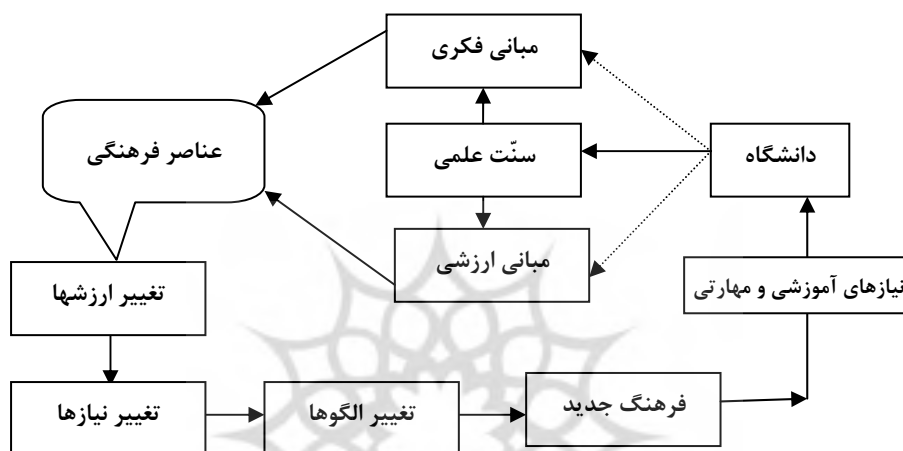 مبانی فکری
عناصر فرهنگی
سنّت علمی
دانشگاه
مبانی ارزشی
تغییر ارزشها
نیازهای آموزشی و مهارتی
فرهنگ جدید
تغییر الگوها
تغییر نیازها